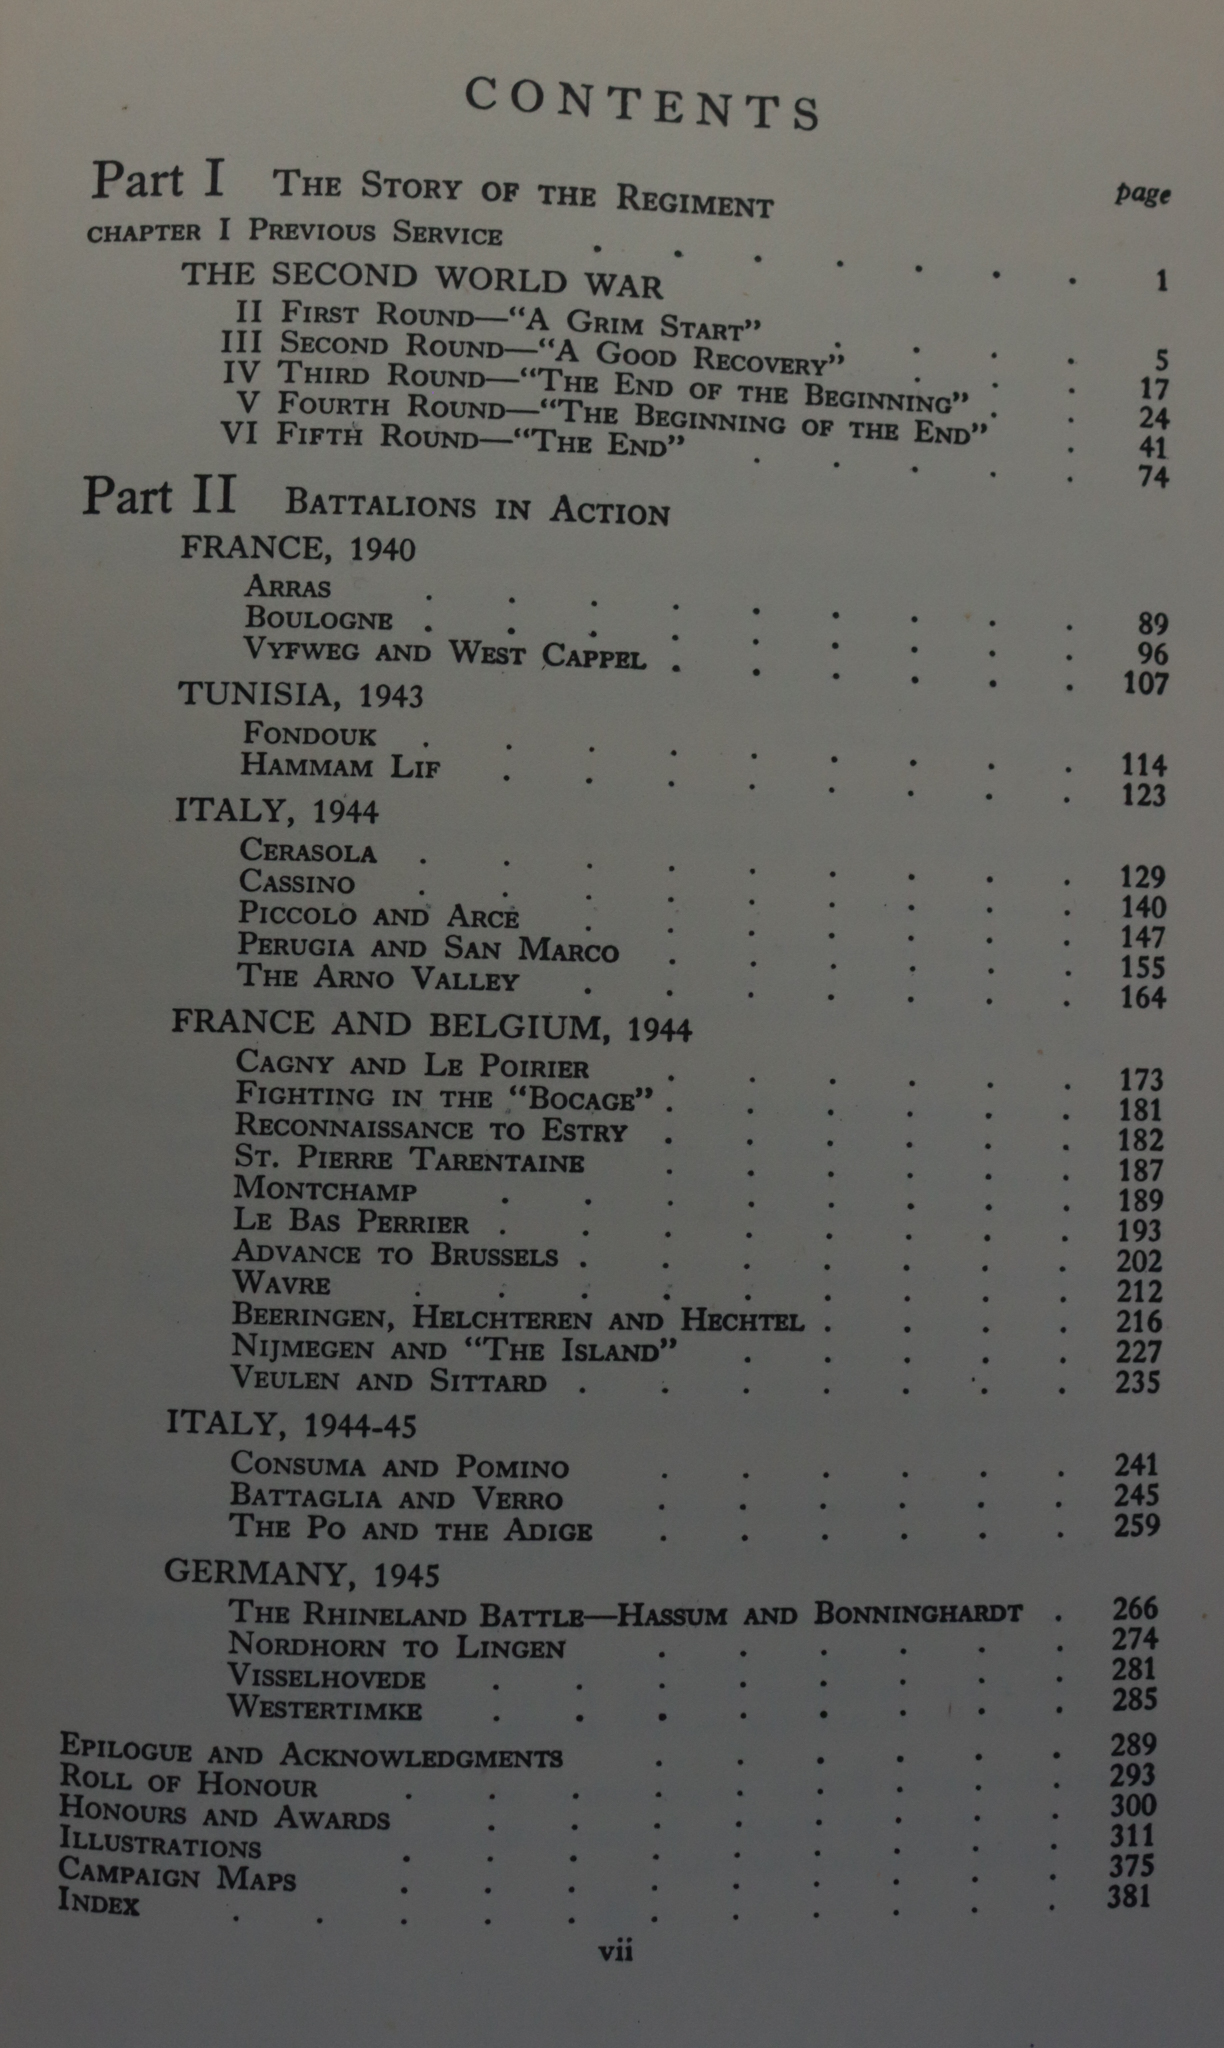 CONTENTS
Part I THE STORY OF THE REGIMENT page
CHAPTER I PREVIOUS SERVICE . . . . . . . 1
THE SECOND WORLD WAR
II FIRST ROUND—"A GRIM START" . . . . 5
III SECOND ROUND—"A GOOD RECOVERY" . . . 17
IV THIRD ROUND—"THE END OF THE BEGINNING" . . 24
V FOURTH ROUND—"THE BEGINNING OF THE END" . 41
VI FIFTH ROUND—"THE END" . . . . . 74
Part II BATTALIONS IN ACTION
FRANCE, 1940
ARRAS . . . . . . . . . 89
BOULOGNE . . . . . . . . . 96
VYFWEG AND WEST CAPPEL . . . . . . 107
TUNISIA, 1943
FONDOUK . . . . . . . . . 114
HAMMAM LIF . . . . . . . . 123
ITALY, 1944
CERASOLA . . . . . . . . . 129
CASSINO . . . . . . . . . 140
PICCOLO AND ARCE . . . . . . . 147
PERUGIA AND SAN MARCO . . . . . . 155
THE ARNO VALLEY . . . . . . . 164
FRANCE AND BELGIUM, 1944
CAGNY AND LE POIRIER . . . . . . 173
FIGHTING IN THE "BOCAGE" . . . . . . 181
RECONNAISSANCE TO ESTRY . . . . . . 182
ST. PIERRE TARENTAINE . . . . . . 187
MONTCHAMP . . . . . . . . 189
LE BAS PERRIER . . . . . . . . 193
ADVANCE TO BRUSSELS . . . . . . . 202
WAVRE . . . . . . . . . 212
BEERINGEN, HELCHTEREN AND HECHTEL . . . . 216
NIJMEGEN AND "THE ISLAND" . . . . . 227
VEULEN AND SITTARD . . . . . . . 235
ITALY, 1944-45
CONSUMA AND POMINO . . . . . . 241
BATTAGLIA AND VERRO . . . . . . 245
THE PO AND THE ADIGE . . . . . . 259
GERMANY, 1945
THE RHINELAND BATTLE—HASSUM AND BONNINGHARDT . 266
NORDHORN TO LINGEN . . . . . . 274
VISSELHOVEDE . . . . . . . . 281
WESTERTIMKE . . . . . . . . 285
EPILOGUE AND ACKNOWLEDGMENTS . . . . . . 289
ROLL OF HONOUR . . . . . . . . . 293
HONOURS AND AWARDS . . . . . . . . 300
ILLUSTRATIONS . . . . . . . . . 311
CAMPAIGN MAPS . . . . . . . . . 375
INDEX . . . . . . . . . . . 381
vii